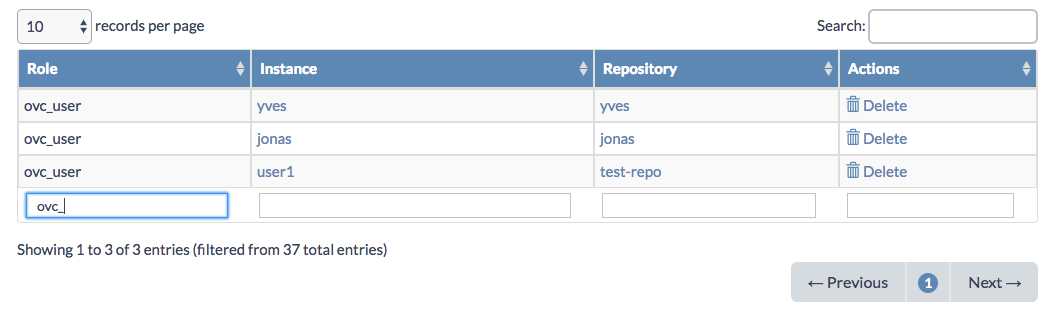 10 records per page Search:
Role Instance Repository Actions
ovc_user yves yves Delete
ovc_user jonas jonas Delete
ovc_user user1 test-repo Delete
ovc_
Showing 1 to 3 of 3 entries (filtered from 37 total entries)
← Previous 1 Next →